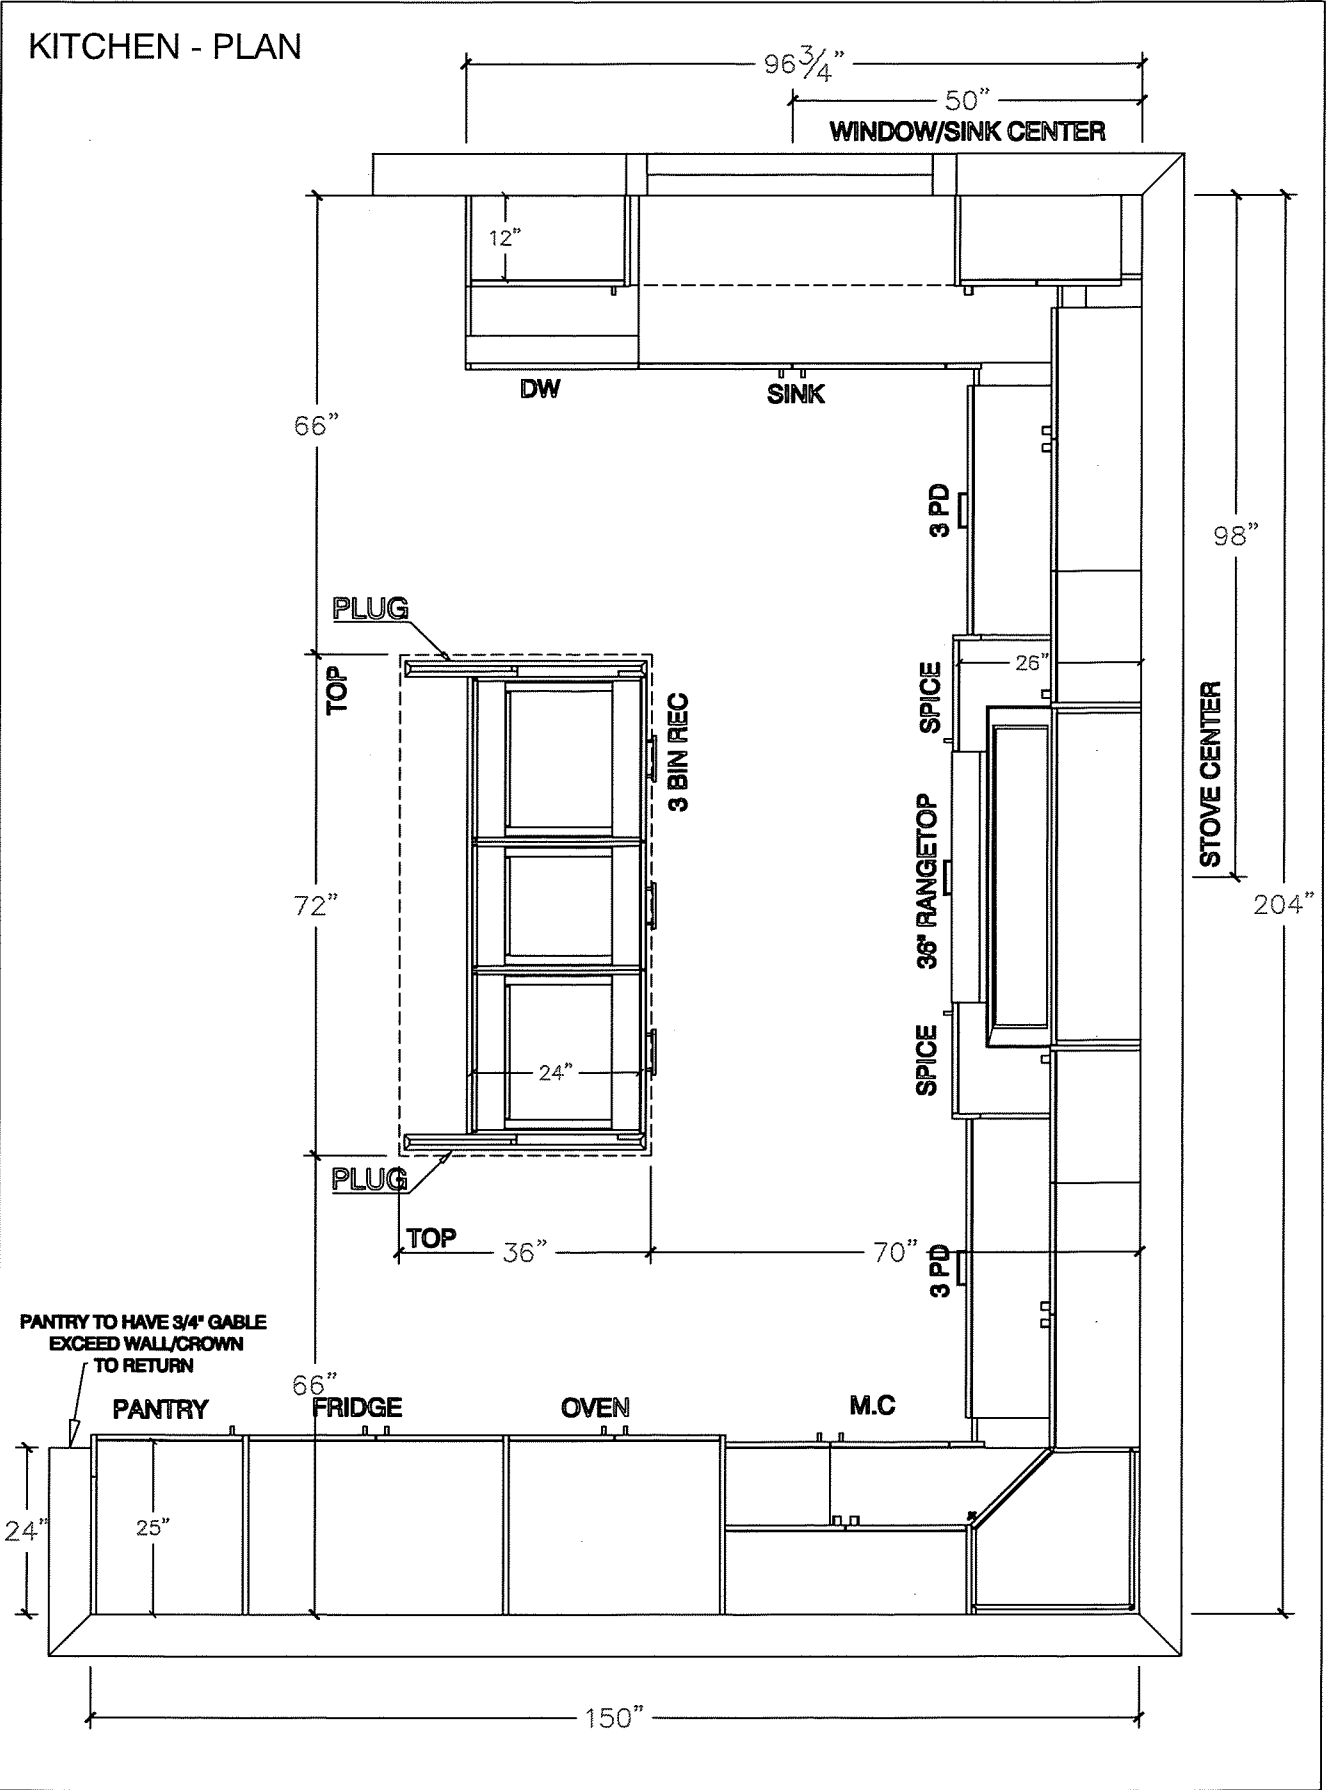 KITCHEN - PLAN
96 3/4"
50"
WINDOW/SINK CENTER
12"
DW
SINK
66"
3 PD
98"
PLUG
TOP
26"
SPICE
3 BIN REC
STOVE CENTER
36" RANGETOP
72"
204"
SPICE
24"
PLUG
TOP
36"
70"
3 PD
PANTRY TO HAVE 3/4" GABLE
EXCEED WALL/CROWN
TO RETURN
66"
PANTRY
FRIDGE
OVEN
M.C
24"
25"
150"